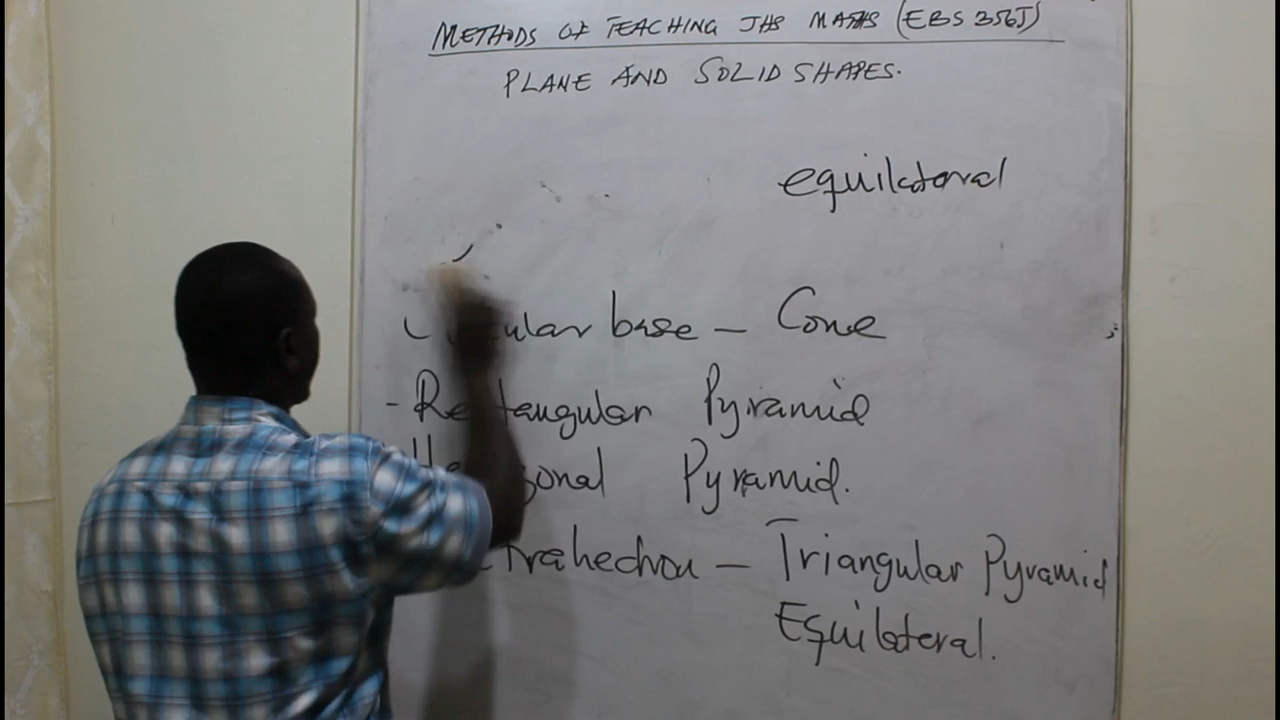 METHODS OF TEACHING JHS MATHS (EBS 356J)
PLANE AND SOLID SHAPES.
equilateral
base – Cone
- Pyramid
Pyramid.
– Triangular Pyramid
Equilateral.